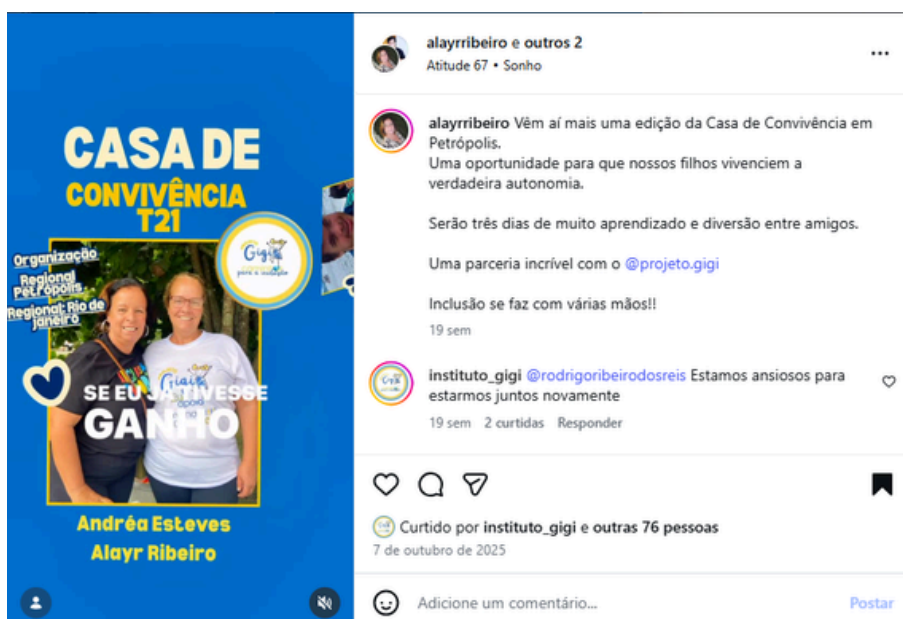 CASA DE
CONVIVÊNCIA
T21
Organização
Regional
Petrópolis
Regional: Rio de
janeiro
Gigi
para a inclusão
SE EU JÁ TIVESSE
GANHO
Andréa Esteves
Alayr Ribeiro
alayrribeiro e outros 2
Atitude 67 • Sonho
alayrribeiro Vêm aí mais uma edição da Casa de Convivência em
Petrópolis.
Uma oportunidade para que nossos filhos vivenciem a
verdadeira autonomia.
Serão três dias de muito aprendizado e diversão entre amigos.
Uma parceria incrível com o @projeto.gigi
Inclusão se faz com várias mãos!!
19 sem
instituto_gigi @rodrigoribeirodosreis Estamos ansiosos para
estarmos juntos novamente
19 sem 2 curtidas Responder
Curtido por instituto_gigi e outras 76 pessoas
7 de outubro de 2025
Adicione um comentário...
Postar